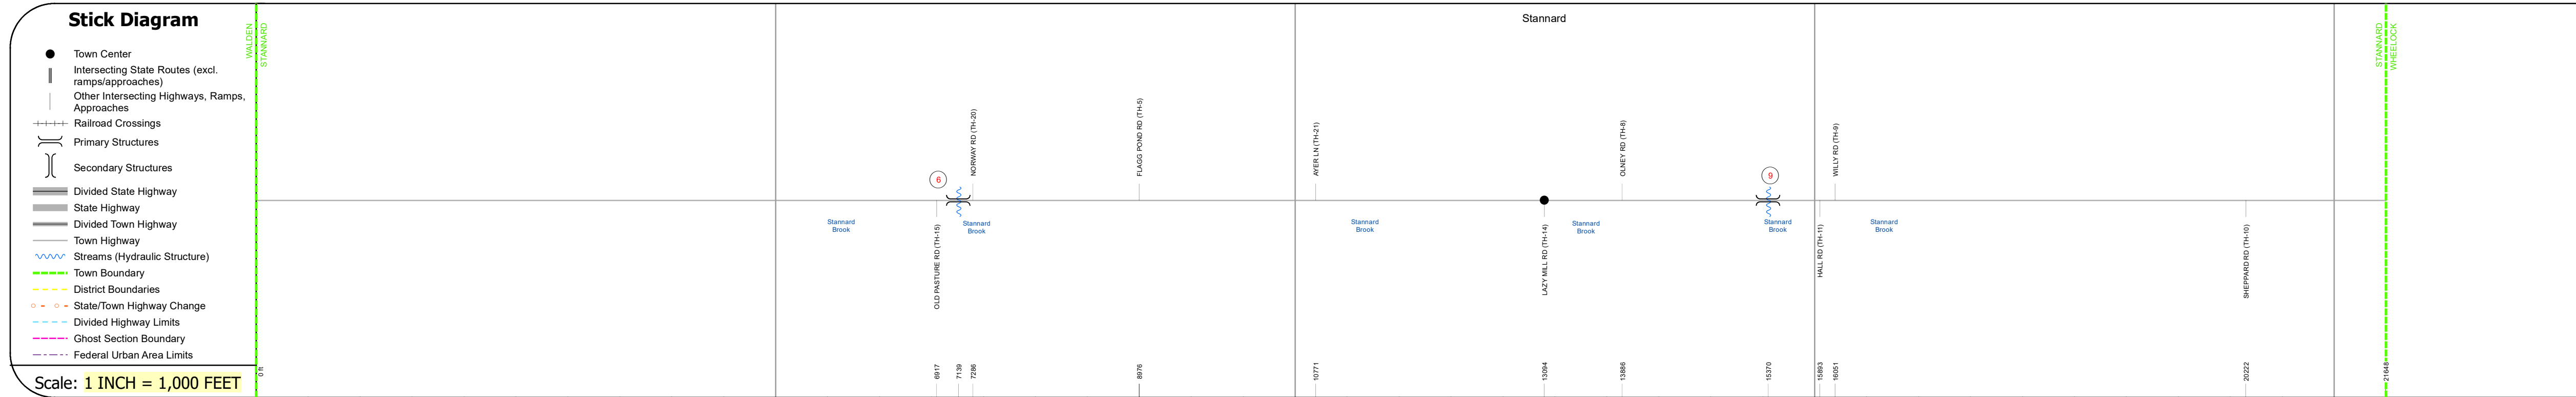 Stick Diagram
Town Center
Intersecting State Routes (excl.
ramps/approaches)
Other Intersecting Highways, Ramps,
Approaches
Railroad Crossings
Primary Structures
Secondary Structures
Divided State Highway
State Highway
Divided Town Highway
Town Highway
Streams (Hydraulic Structure)
Town Boundary
District Boundaries
State/Town Highway Change
Divided Highway Limits
Ghost Section Boundary
Federal Urban Area Limits
Scale: 1 INCH = 1,000 FEET
WALDEN
STANNARD
Stannard
STANNARD
WHEELOCK
6
NORWAY RD (TH-20)
FLAGG POND RD (TH-5)
AYER LN (TH-21)
OLNEY RD (TH-8)
9
WILLY RD (TH-9)
Stannard
Brook
OLD PASTURE RD (TH-15)
Stannard
Brook
Stannard
Brook
LAZY MILL RD (TH-14)
Stannard
Brook
Stannard
Brook
HALL RD (TH-11)
Stannard
Brook
SHEPPARD RD (TH-10)
0 ft
6917
7139
7286
8976
10771
13094
13886
15370
15893
16051
20222
21648